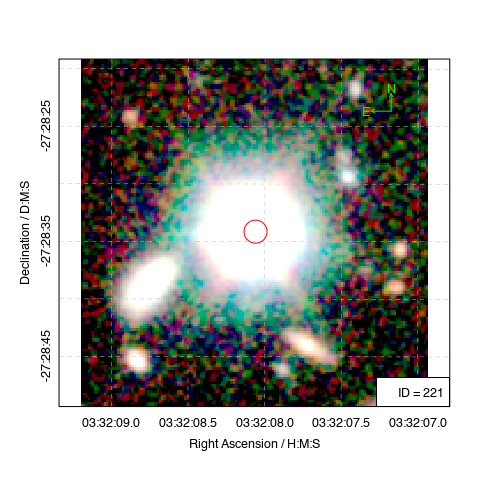 N
E
-27:28:25
-27:28:35
-27:28:45
Declination / D:M:S
ID = 221
03:32:09.0 03:32:08.5 03:32:08.0 03:32:07.5 03:32:07.0
Right Ascension / H:M:S